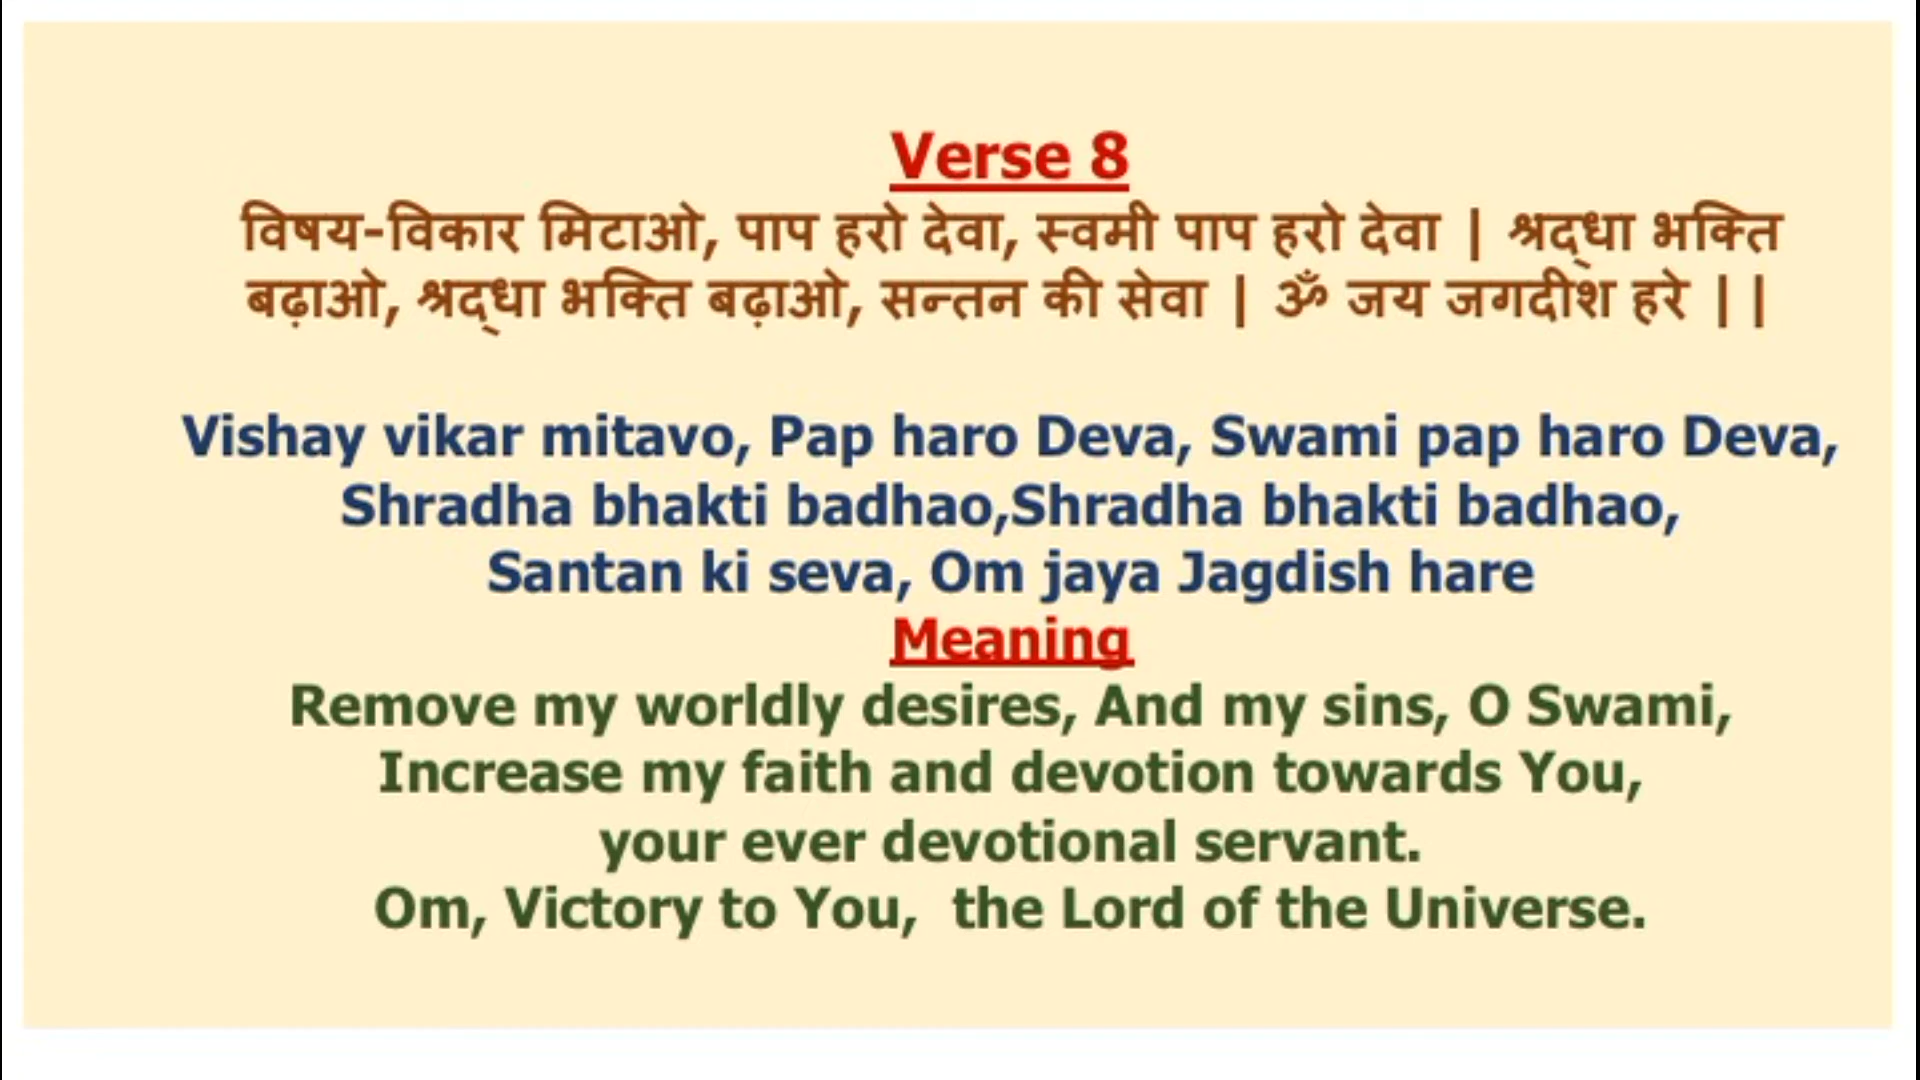 Verse 8
विषय-विकार मिटाओ, पाप हरो देवा, स्वमी पाप हरो देवा | श्रद्धा भक्ति
बढ़ाओ, श्रद्धा भक्ति बढ़ाओ, सन्तन की सेवा | ॐ जय जगदीश हरे ||
Vishay vikar mitavo, Pap haro Deva, Swami pap haro Deva,
Shradha bhakti badhao,Shradha bhakti badhao,
Santan ki seva, Om jaya Jagdish hare
Meaning
Remove my worldly desires, And my sins, O Swami,
Increase my faith and devotion towards You,
your ever devotional servant.
Om, Victory to You,  the Lord of the Universe.